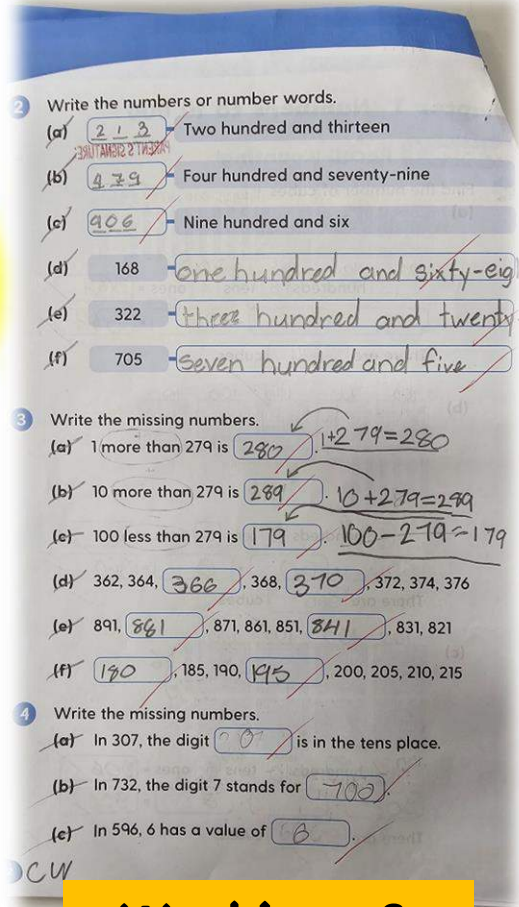 2 Write the numbers or number words.
(a) 213 Two hundred and thirteen
PARENT'S SIGNATURE:
(b) 479 Four hundred and seventy-nine
(c) 906 Nine hundred and six
(d) 168 one hundred and sixty-eig
(e) 322 three hundred and twenty
(f) 705 seven hundred and five
3 Write the missing numbers.
(a) 1 more than 279 is 280. 1+279=280
(b) 10 more than 279 is 289. 10+279=289
(c) 100 less than 279 is 179. 100-279=179
(d) 362, 364, 366, 368, 370, 372, 374, 376
(e) 891, 881, 871, 861, 851, 841, 831, 821
(f) 180, 185, 190, 195, 200, 205, 210, 215
4 Write the missing numbers.
(a) In 307, the digit 0 is in the tens place.
(b) In 732, the digit 7 stands for 700.
(c) In 596, 6 has a value of 6.
CW